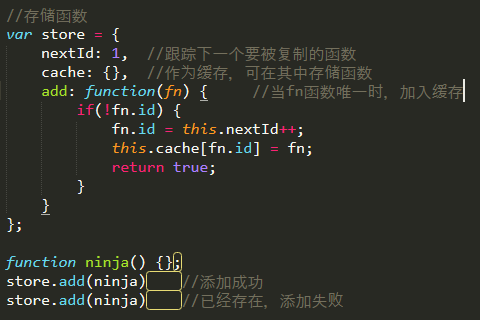 //存储函数
var store = {
    nextId: 1,  //跟踪下一个要被复制的函数
    cache: {},  //作为缓存，可在其中存储函数
    add: function(fn) {     //当fn函数唯一时，加入缓存
        if(!fn.id) {
            fn.id = this.nextId++;
            this.cache[fn.id] = fn;
            return true;
        }
    }
};

function ninja() {};
store.add(ninja)    //添加成功
store.add(ninja)    //已经存在，添加失败